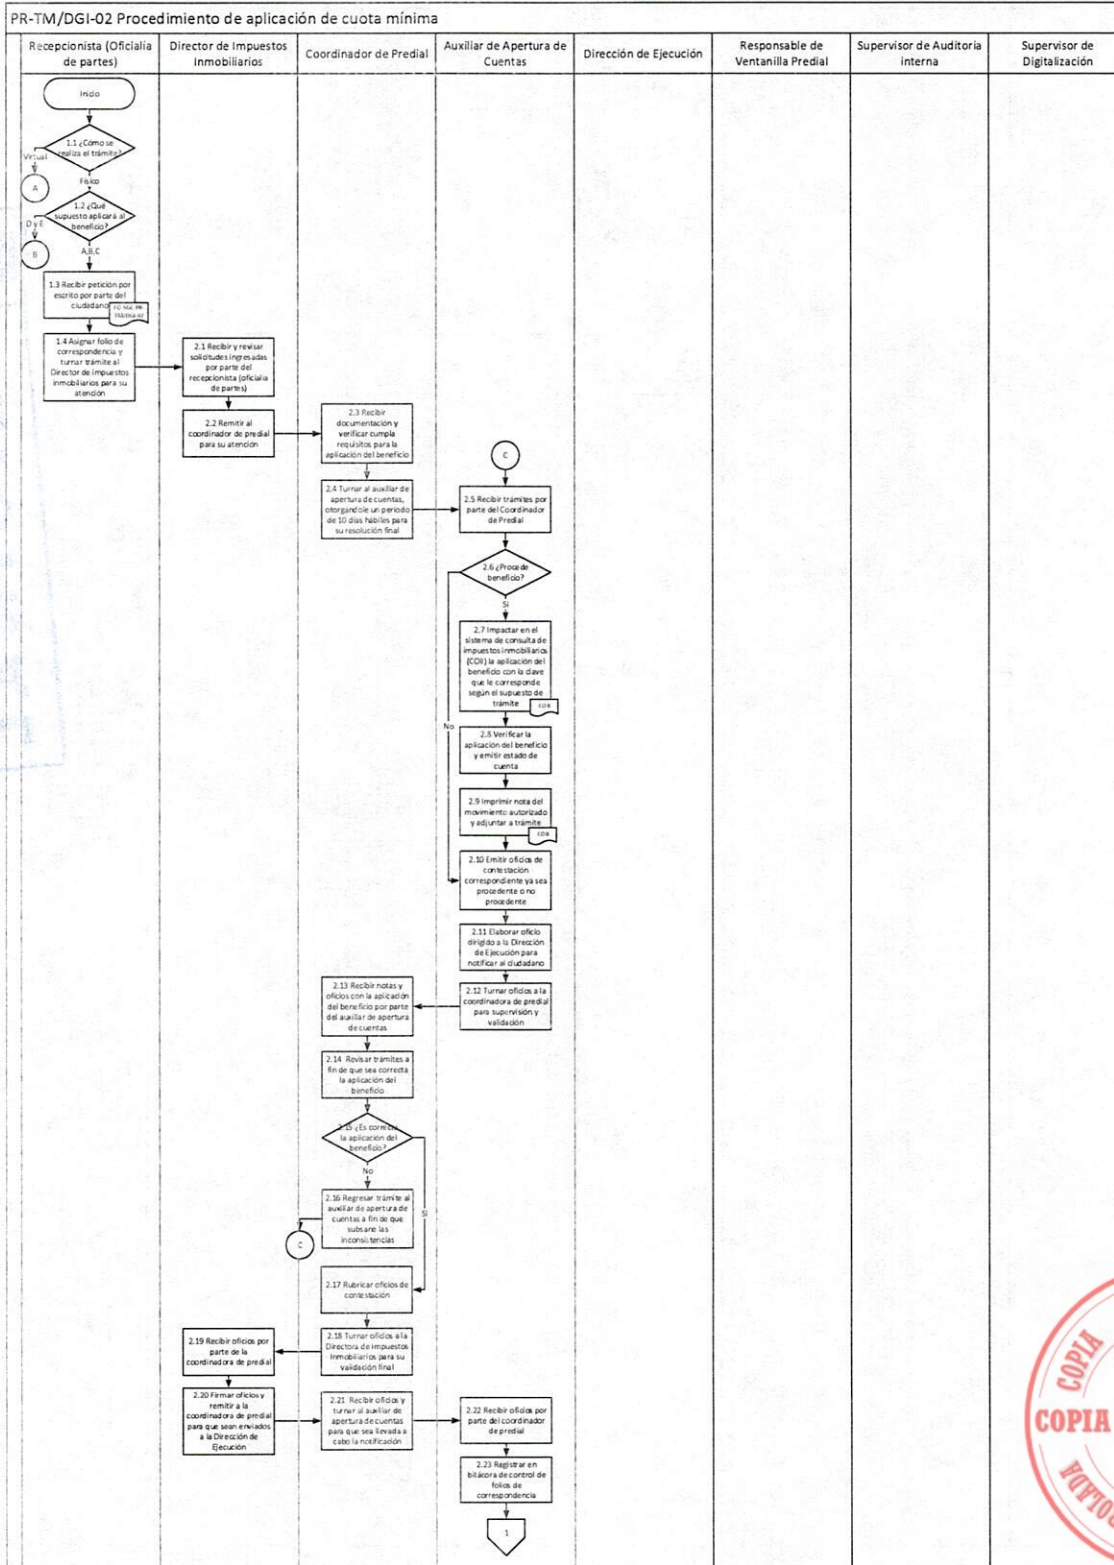 PR-TM/DGI-02 Procedimiento de aplicación de cuota mínima
Recepcionista (Oficialía
de partes)
Director de Impuestos
Inmobiliarios
Coordinador de Predial
Auxiliar de Apertura de
Cuentas
Dirección de Ejecución
Responsable de
Ventanilla Predial
Supervisor de Auditoria
interna
Supervisor de
Digitalización
Inicio
1.1 ¿Cómo se
realiza el trámite?
Virtual
A
Físico
1.2 ¿Qué
supuesto aplicará al
beneficio?
D y E
B
A,B,C
1.3 Recibir petición por
escrito por parte del
ciudadano
1.4 Asignar folio de
correspondencia y
turnar trámite al
Director de impuestos
inmobiliarios para su
atención
2.1 Recibir y revisar
solicitudes ingresadas
por parte del
recepcionista (oficialia
de partes)
2.2 Remitir al
coordinador de predial
para su atención
2.3 Recibir
documentación y
verificar cumpla
requisitos para la
aplicación del beneficio
2.4 Turnar al auxiliar de
apertura de cuentas,
otorgándole un periodo
de 10 días hábiles para
su resolución final
C
2.5 Recibir trámites por
parte del Coordinador
de Predial
2.6 ¿Procede
beneficio?
Si
No
2.7 Impactar en el
sistema de consulta de
impuestos inmobiliarios
(COII) la aplicación del
beneficio con la clave
que le corresponde
según el supuesto de
trámite
COII
2.8 Verificar la
aplicación del beneficio
y emitir estado de
cuenta
2.9 Imprimir nota del
movimiento autorizado
y adjuntar a trámite
COII
2.10 Emitir oficios de
contestación
correspondiente ya sea
procedente o no
procedente
2.11 Elaborar oficio
dirigido a la Dirección
de Ejecución para
notificar al ciudadano
2.12 Turnar oficios a la
coordinadora de predial
para supervisión y
validación
2.13 Recibir notas y
oficios con la aplicación
del beneficio por parte
del auxiliar de apertura
de cuentas
2.14 Revisar trámites a
fin de que sea correcta
la aplicación del
beneficio
2.15 ¿Es correcta
la aplicación del
beneficio?
No
Si
2.16 Regresar trámite al
auxiliar de apertura de
cuentas a fin de que
subsane las
inconsistencias
C
2.17 Rubricar oficios de
contestación
2.18 Turnar oficios a la
Directora de Impuestos
Inmobiliarios para su
validación final
2.19 Recibir oficios por
parte de la
coordinadora de predial
2.20 Firmar oficios y
remitir a la
coordinadora de predial
para que sean enviados
a la Dirección de
Ejecución
2.21 Recibir oficios y
turnar al auxiliar de
apertura de cuentas
para que sea llevada a
cabo la notificación
2.22 Recibir oficios por
parte del coordinador
de predial
2.23 Registrar en
bitácora de control de
folios de
correspondencia
1
COPIA
COPIA